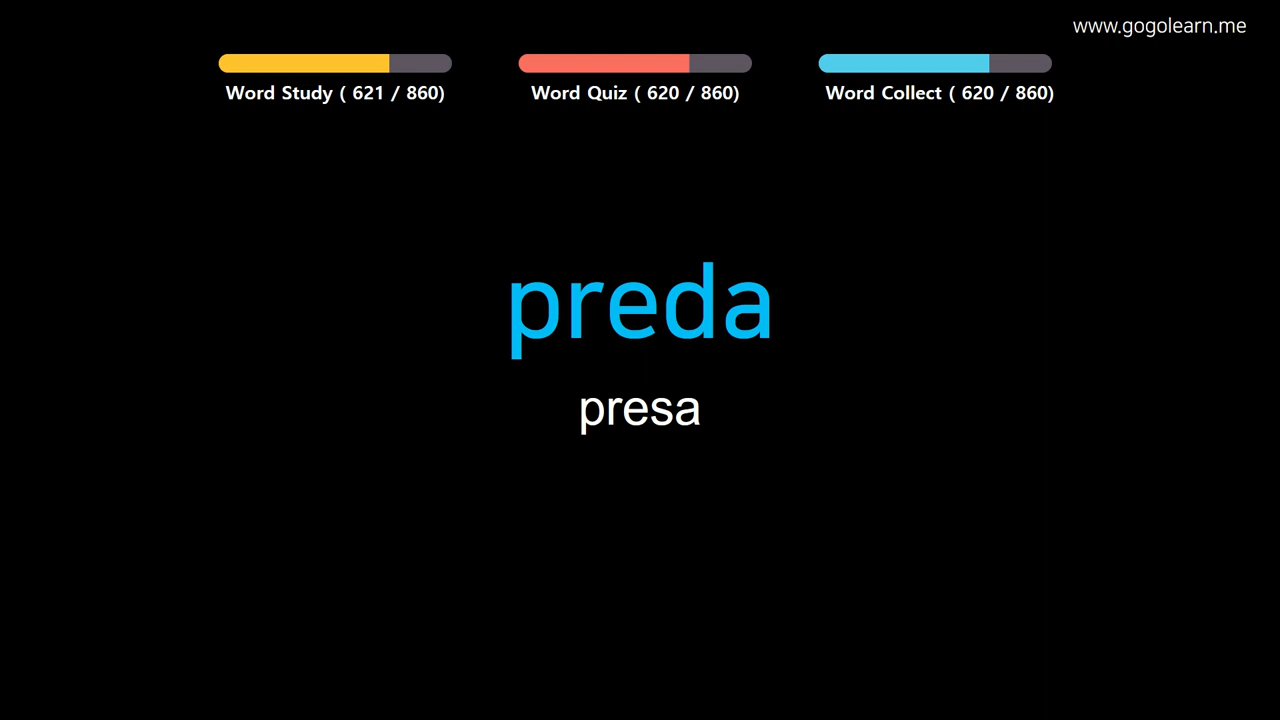 www.gogolearn.me
Word Study ( 621 / 860)
Word Quiz ( 620 / 860)
Word Collect ( 620 / 860)
preda
presa